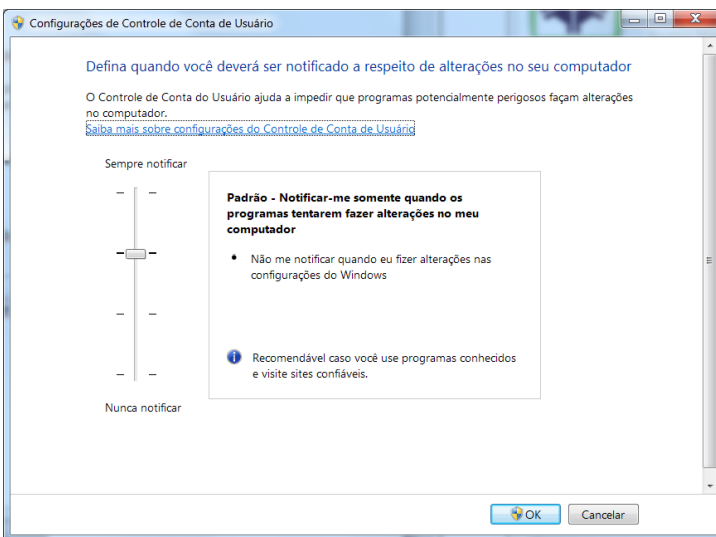 Configurações de Controle de Conta de Usuário
Defina quando você deverá ser notificado a respeito de alterações no seu computador
O Controle de Conta do Usuário ajuda a impedir que programas potencialmente perigosos façam alterações
no computador.
Saiba mais sobre configurações do Controle de Conta de Usuário
Sempre notificar
Padrão - Notificar-me somente quando os
programas tentarem fazer alterações no meu
computador
• Não me notificar quando eu fizer alterações nas
configurações do Windows
Recomendável caso você use programas conhecidos
e visite sites confiáveis.
Nunca notificar
OK
Cancelar